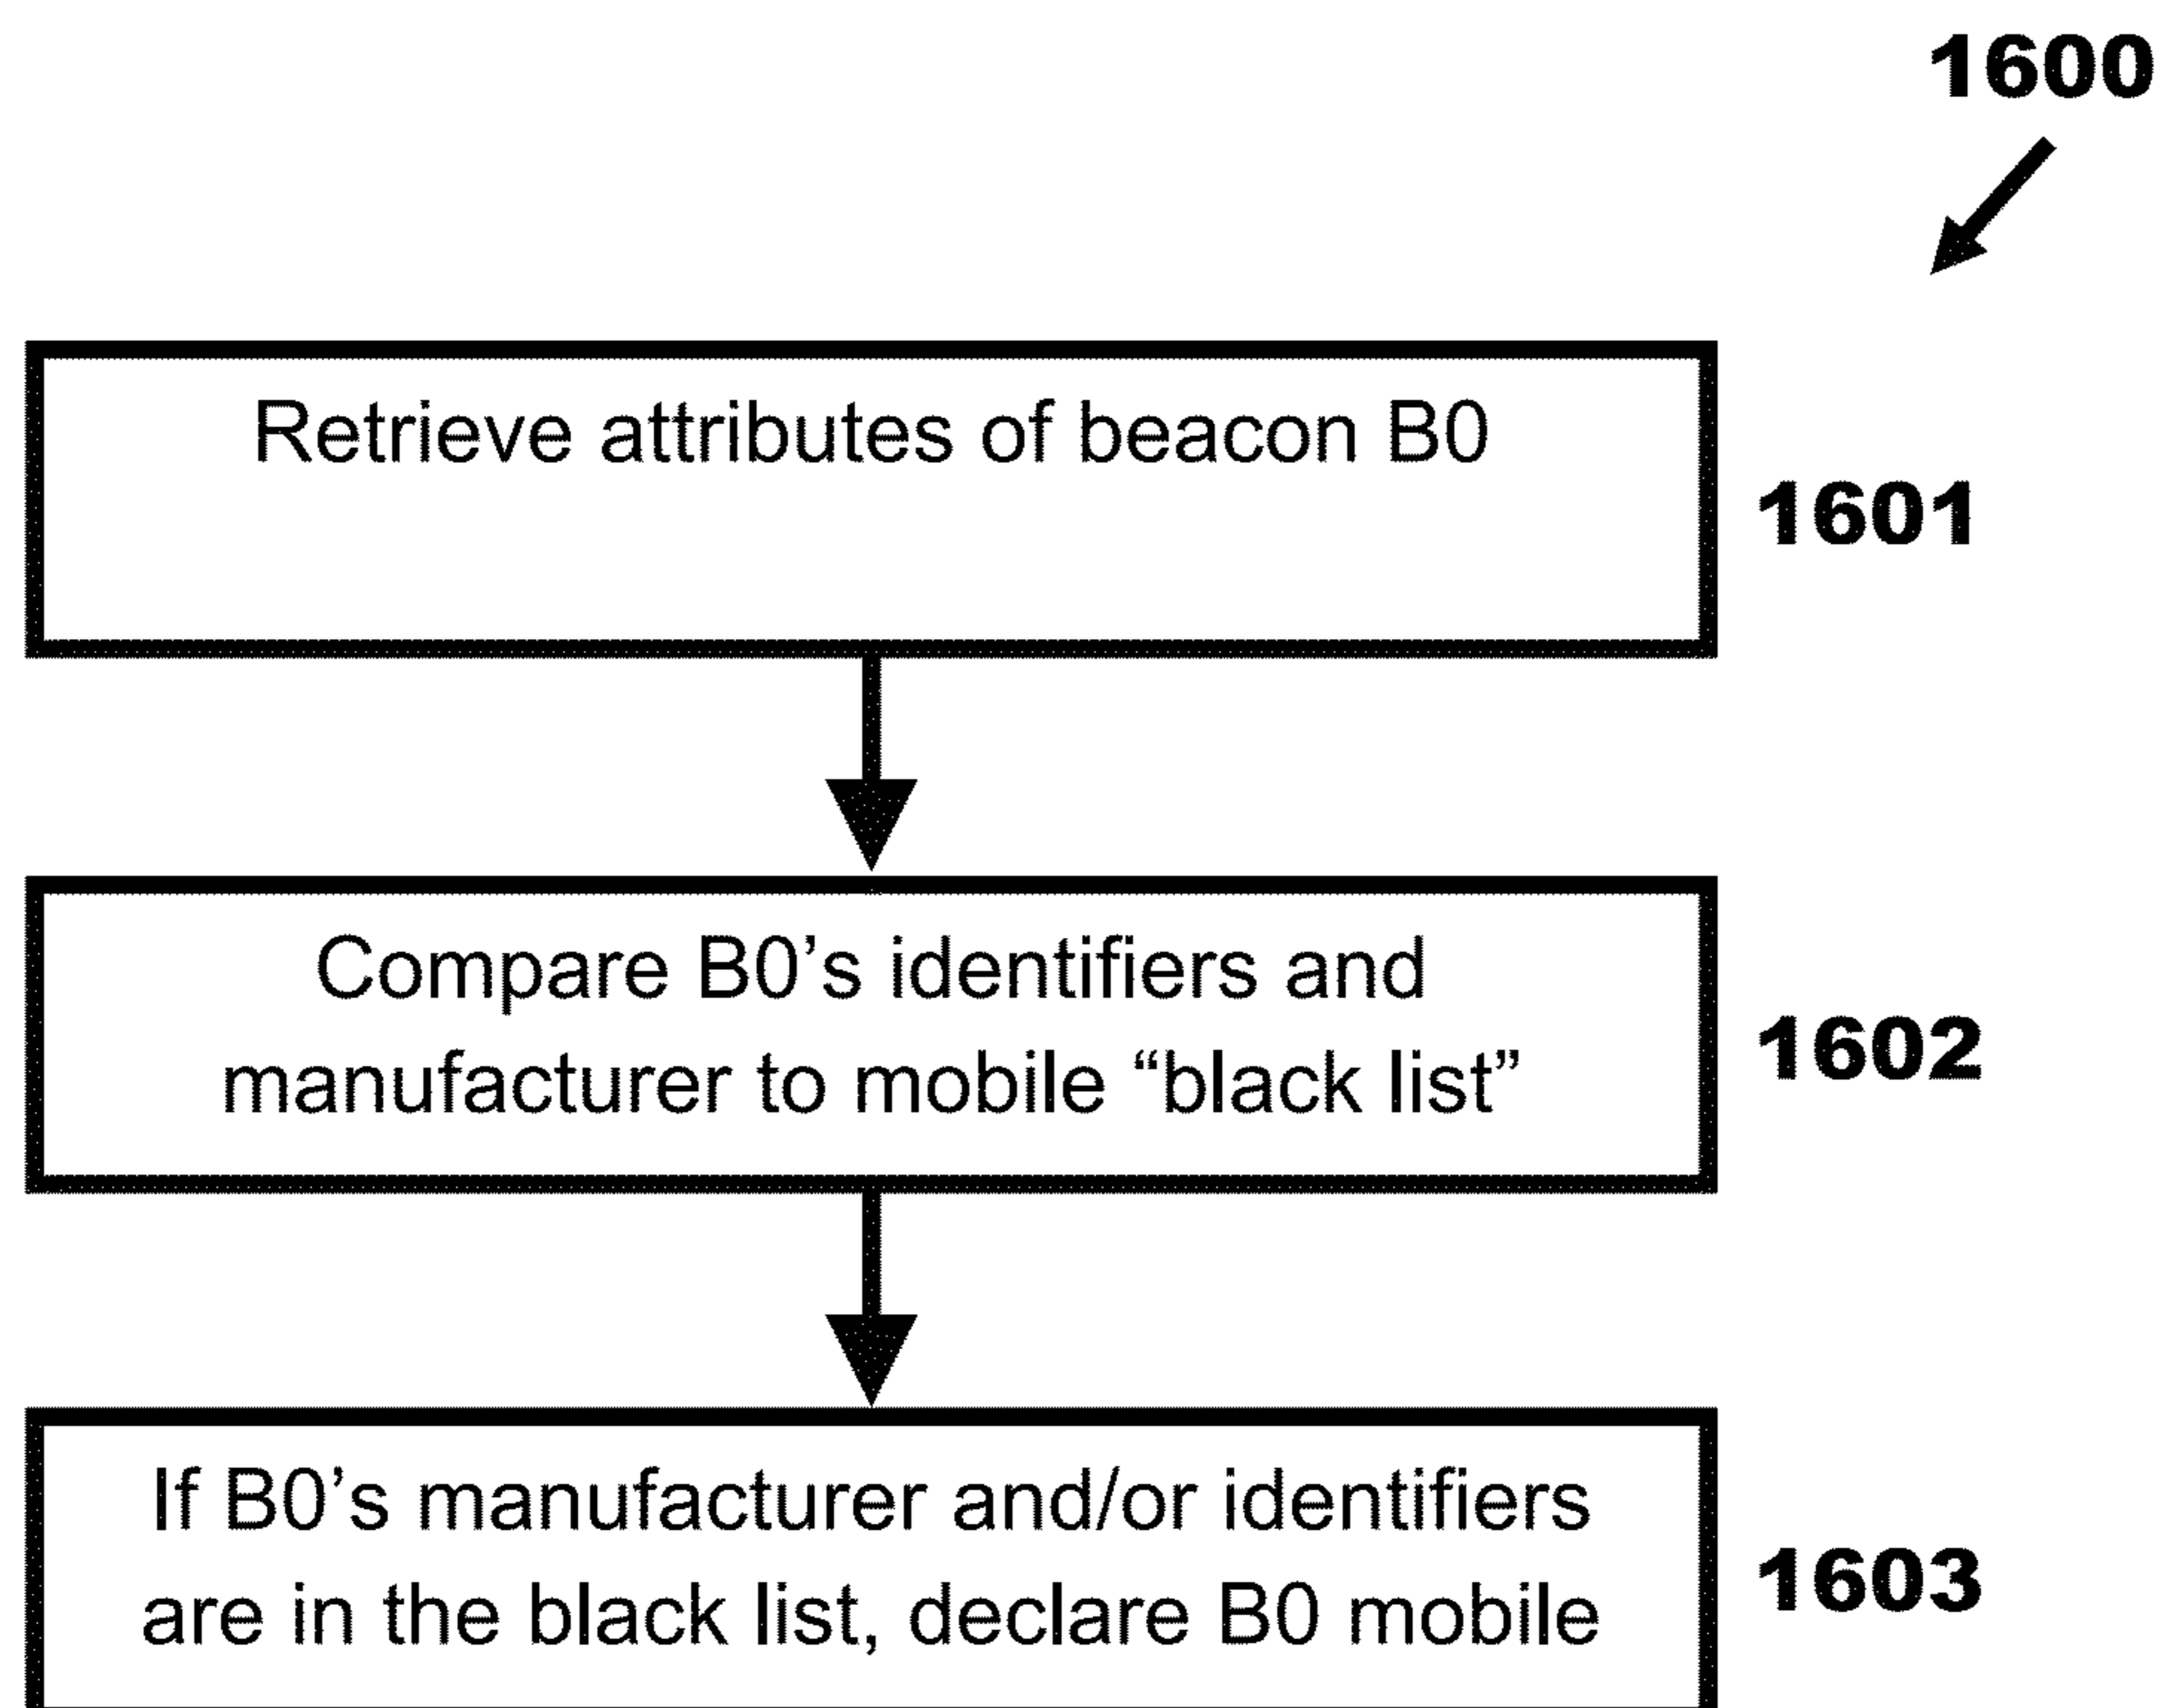 1600
Retrieve attributes of beacon B0
1601
Compare B0’s identifiers and
manufacturer to mobile “black list”
1602
If B0’s manufacturer and/or identifiers
are in the black list, declare B0 mobile
1603